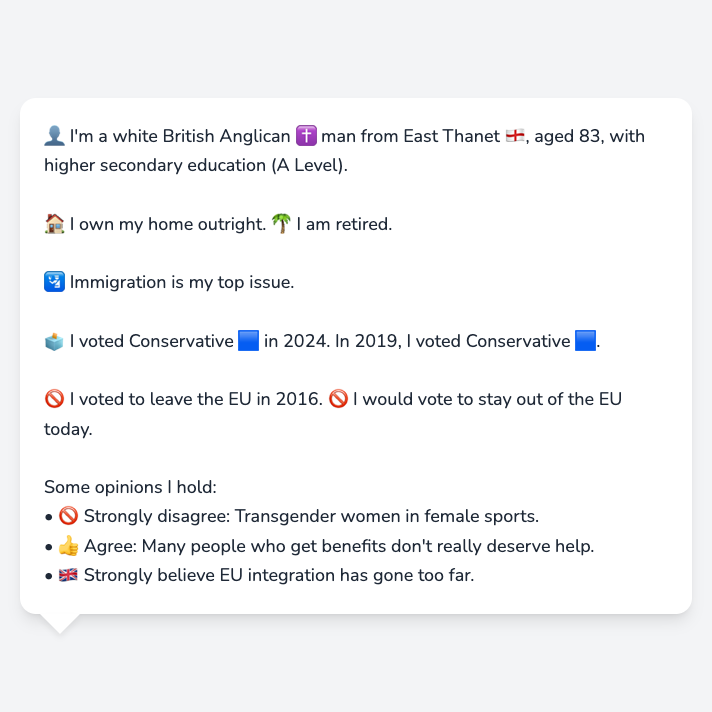 👤 I'm a white British Anglican ✝️ man from East Thanet 🏴󠁧󠁢󠁥󠁮󠁧󠁿, aged 83, with
higher secondary education (A Level).
🏠 I own my home outright. 🌴 I am retired.
🛂 Immigration is my top issue.
🗳️ I voted Conservative 🟦 in 2024. In 2019, I voted Conservative 🟦.
🚫 I voted to leave the EU in 2016. 🚫 I would vote to stay out of the EU
today.
Some opinions I hold:
• 🚫 Strongly disagree: Transgender women in female sports.
• 👍 Agree: Many people who get benefits don't really deserve help.
• 🇬🇧 Strongly believe EU integration has gone too far.